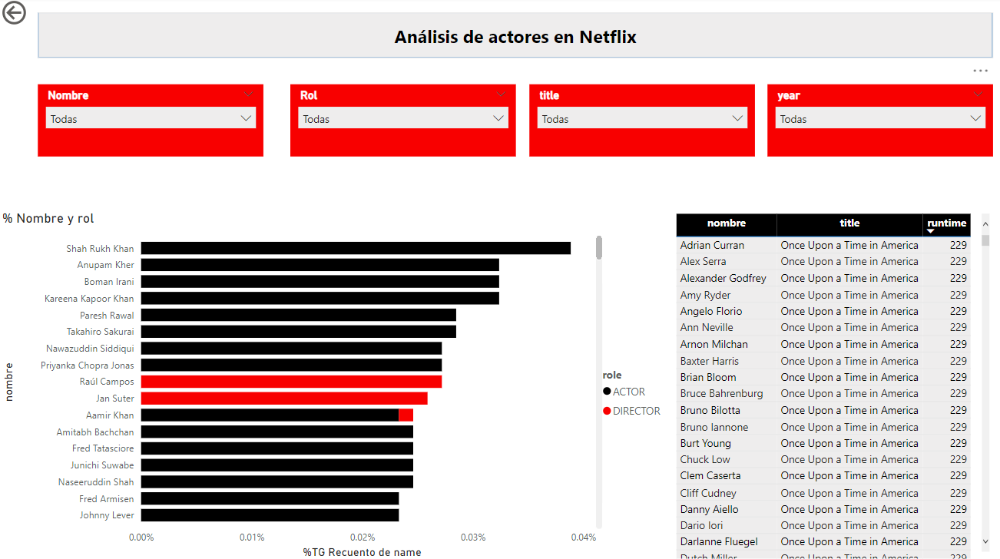 Análisis de actores en Netflix
Nombre
Todas
Rol
Todas
title
Todas
year
Todas
% Nombre y rol
nombre
Shah Rukh Khan
Anupam Kher
Boman Irani
Kareena Kapoor Khan
Paresh Rawal
Takahiro Sakurai
Nawazuddin Siddiqui
Priyanka Chopra Jonas
Raúl Campos
Jan Suter
Aamir Khan
Amitabh Bachchan
Fred Tatasciore
Junichi Suwabe
Naseeruddin Shah
Fred Armisen
Johnny Lever
0.00% 0.01% 0.02% 0.03% 0.04%
%TG Recuento de name
role
ACTOR
DIRECTOR
nombre title runtime
Adrian Curran Once Upon a Time in America 229
Alex Serra Once Upon a Time in America 229
Alexander Godfrey Once Upon a Time in America 229
Amy Ryder Once Upon a Time in America 229
Angelo Florio Once Upon a Time in America 229
Ann Neville Once Upon a Time in America 229
Arnon Milchan Once Upon a Time in America 229
Baxter Harris Once Upon a Time in America 229
Brian Bloom Once Upon a Time in America 229
Bruce Bahrenburg Once Upon a Time in America 229
Bruno Bilotta Once Upon a Time in America 229
Bruno Iannone Once Upon a Time in America 229
Burt Young Once Upon a Time in America 229
Chuck Low Once Upon a Time in America 229
Clem Caserta Once Upon a Time in America 229
Cliff Cudney Once Upon a Time in America 229
Danny Aiello Once Upon a Time in America 229
Dario Iori Once Upon a Time in America 229
Darlanne Fluegel Once Upon a Time in America 229
Dutch Miller Once Upon a Time in America 229